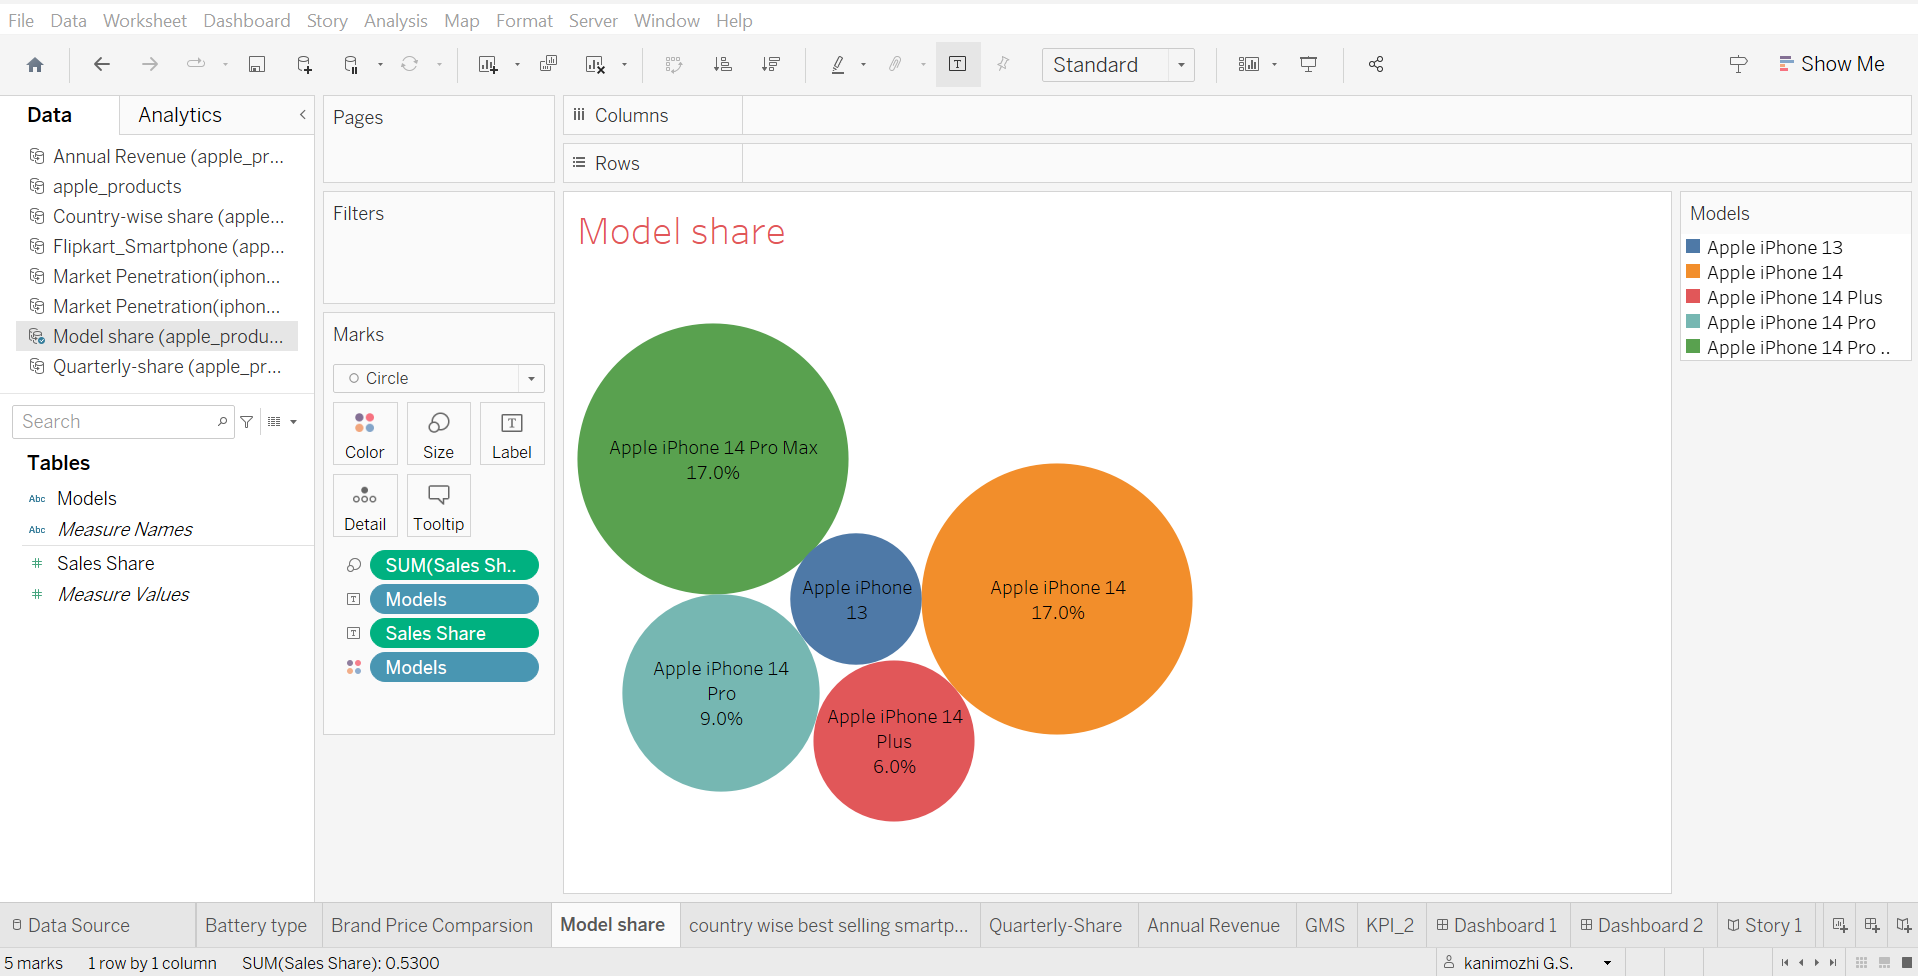 File Data Worksheet Dashboard Story Analysis Map Format Server Window Help
Standard
Show Me
Data
Analytics
Annual Revenue (apple_pr...
apple_products
Country-wise share (apple...
Flipkart_Smartphone (app...
Market Penetration(iphon...
Market Penetration(iphon...
Model share (apple_produ...
Quarterly-share (apple_pr...
Search
Tables
Abc Models
Abc Measure Names
# Sales Share
# Measure Values
Pages
Filters
Marks
Circle
Color Size Label
Detail Tooltip
SUM(Sales Sh..
Models
Sales Share
Models
Columns
Rows
Model share
Apple iPhone 14 Pro Max
17.0%
Apple iPhone
13
Apple iPhone 14
17.0%
Apple iPhone 14
Pro
9.0%
Apple iPhone 14
Plus
6.0%
Models
Apple iPhone 13
Apple iPhone 14
Apple iPhone 14 Plus
Apple iPhone 14 Pro
Apple iPhone 14 Pro ..
Data Source Battery type Brand Price Comparsion Model share country wise best selling smartp... Quarterly-Share Annual Revenue GMS KPI_2 Dashboard 1 Dashboard 2 Story 1
5 marks 1 row by 1 column SUM(Sales Share): 0.5300 kanimozhi G.S.